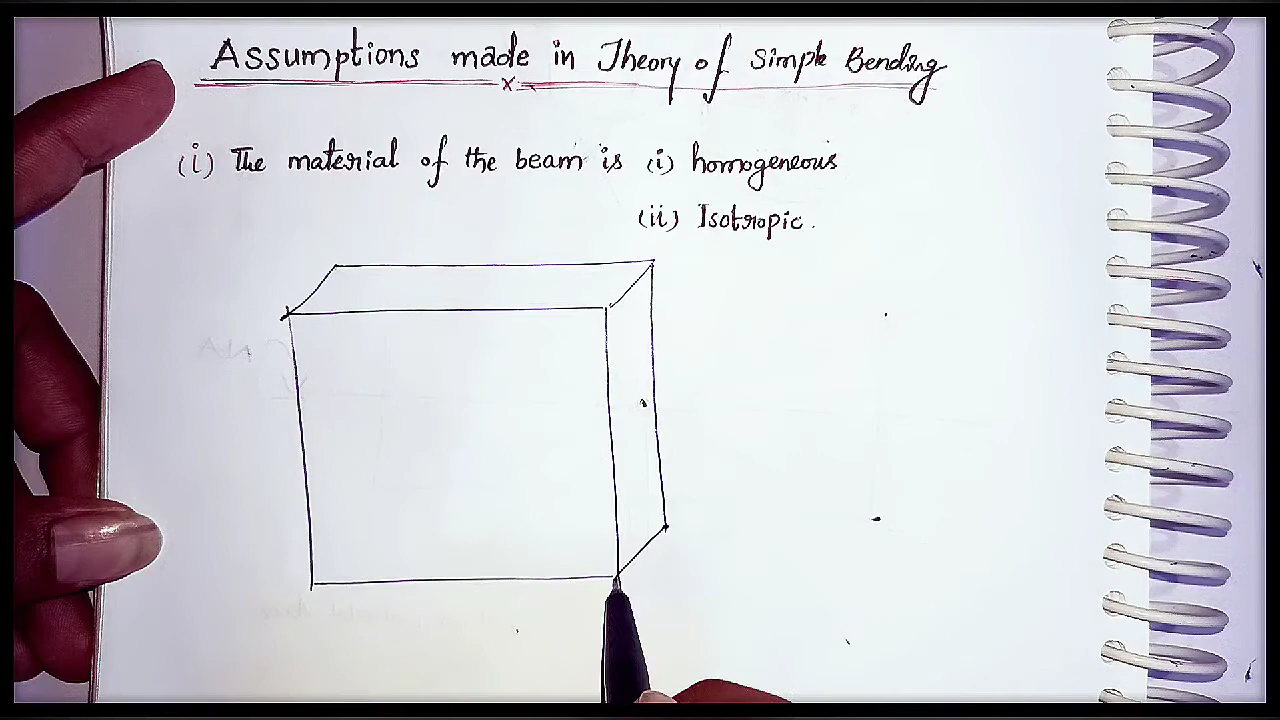 Assumptions made in Theory of Simple Bending
x
(i) The material of the beam is (i) homogeneous
(ii) Isotropic.